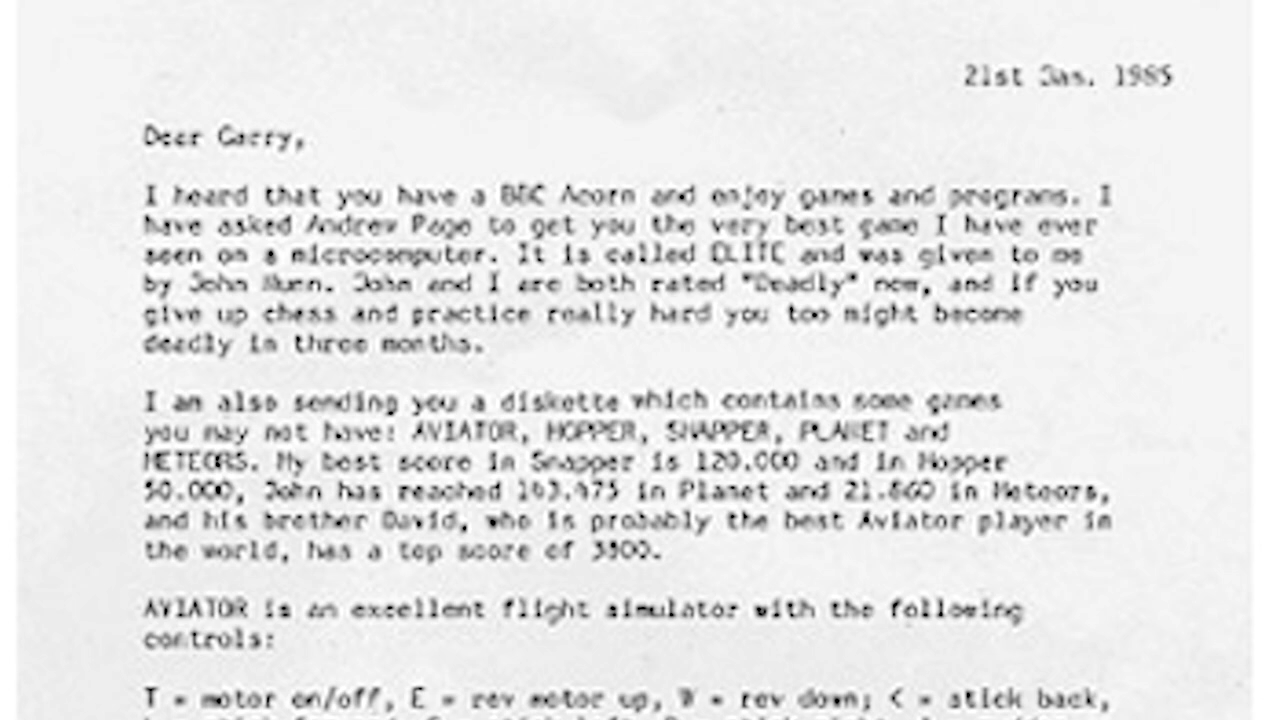 21st Jan. 1985
Dear Garry,
I heard that you have a BBC Acorn and enjoy games and programs. I
have asked Andrew Page to get you the very best game I have ever
seen on a microcomputer. It is called ELITE and was given to me
by John Nunn. John and I are both rated "Deadly" now, and if you
give up chess and practice really hard you too might become
deadly in three months.
I am also sending you a diskette which contains some games
you may not have: AVIATOR, HOPPER, SNAPPER, PLANET and
METEORS. My best score in Snapper is 120.000 and in Hopper
50.000, John has reached in Planet and 21.860 in Meteors,
and his brother David, who is probably the best Aviator player in
the world, has a top score of
AVIATOR is an excellent flight simulator with the following
controls:
T = motor on/off, E = rev motor up, W = rev down; < = stick back,